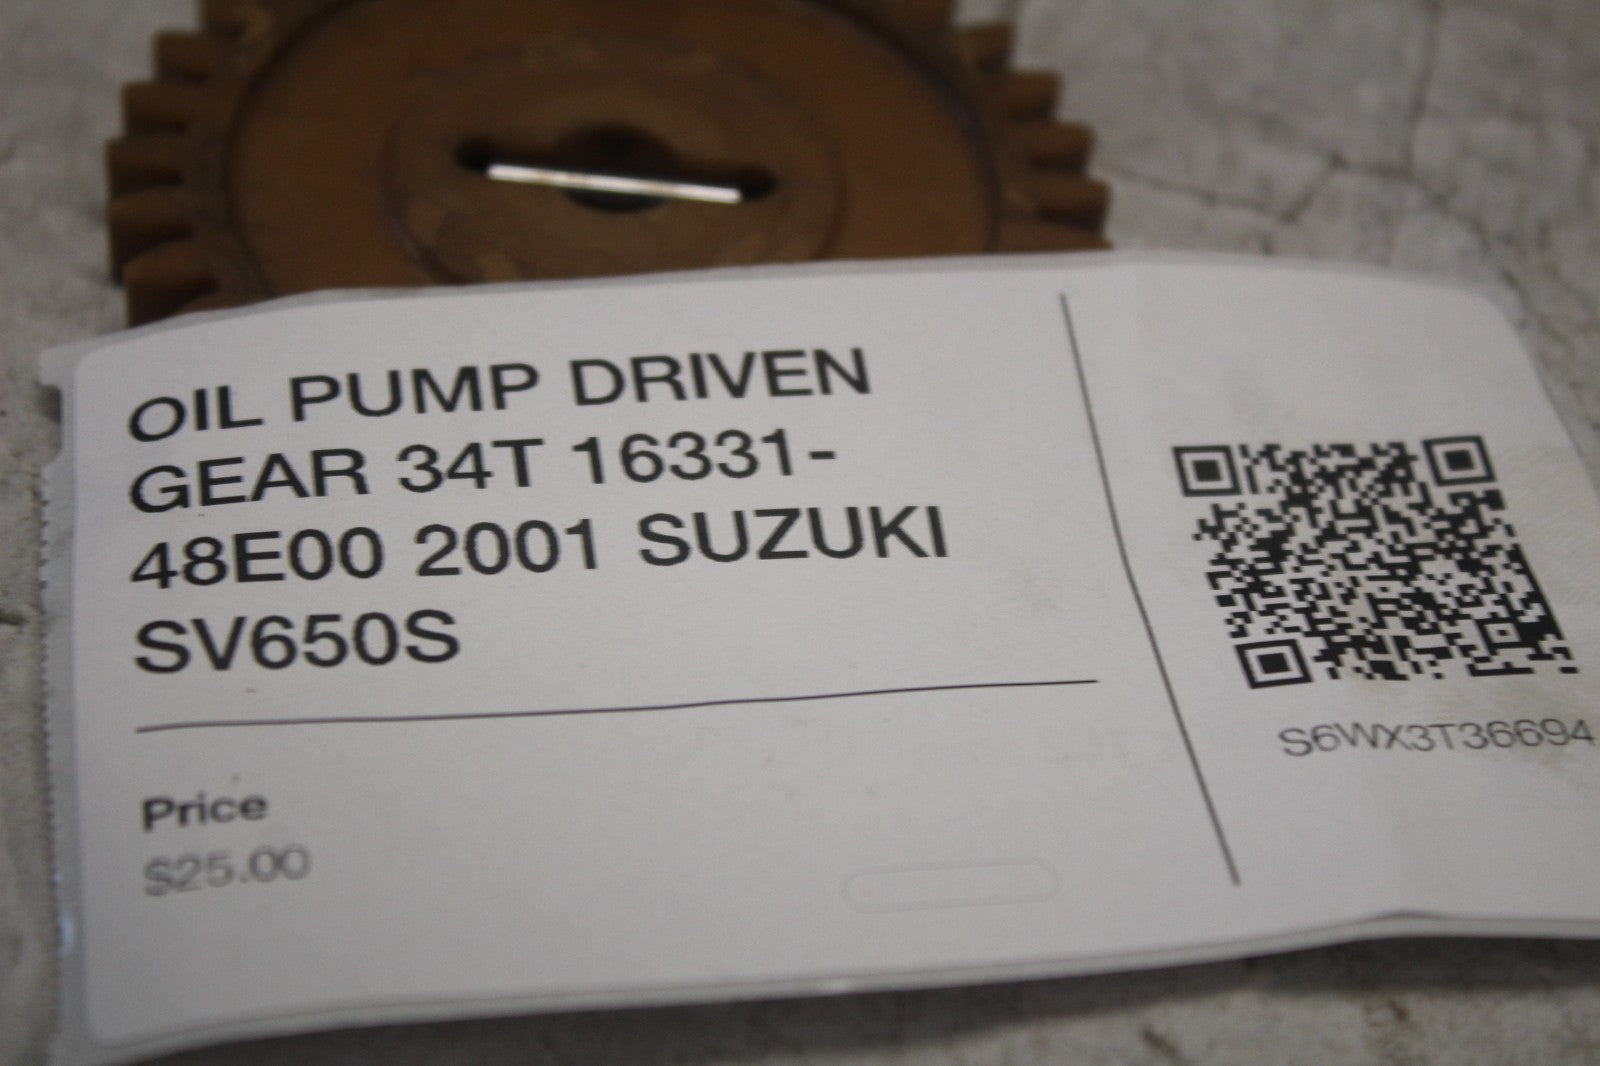 OIL PUMP DRIVEN
GEAR 34T 16331-
48E00 2001 SUZUKI
SV650S
Price
$25.00
S6WX3T36694